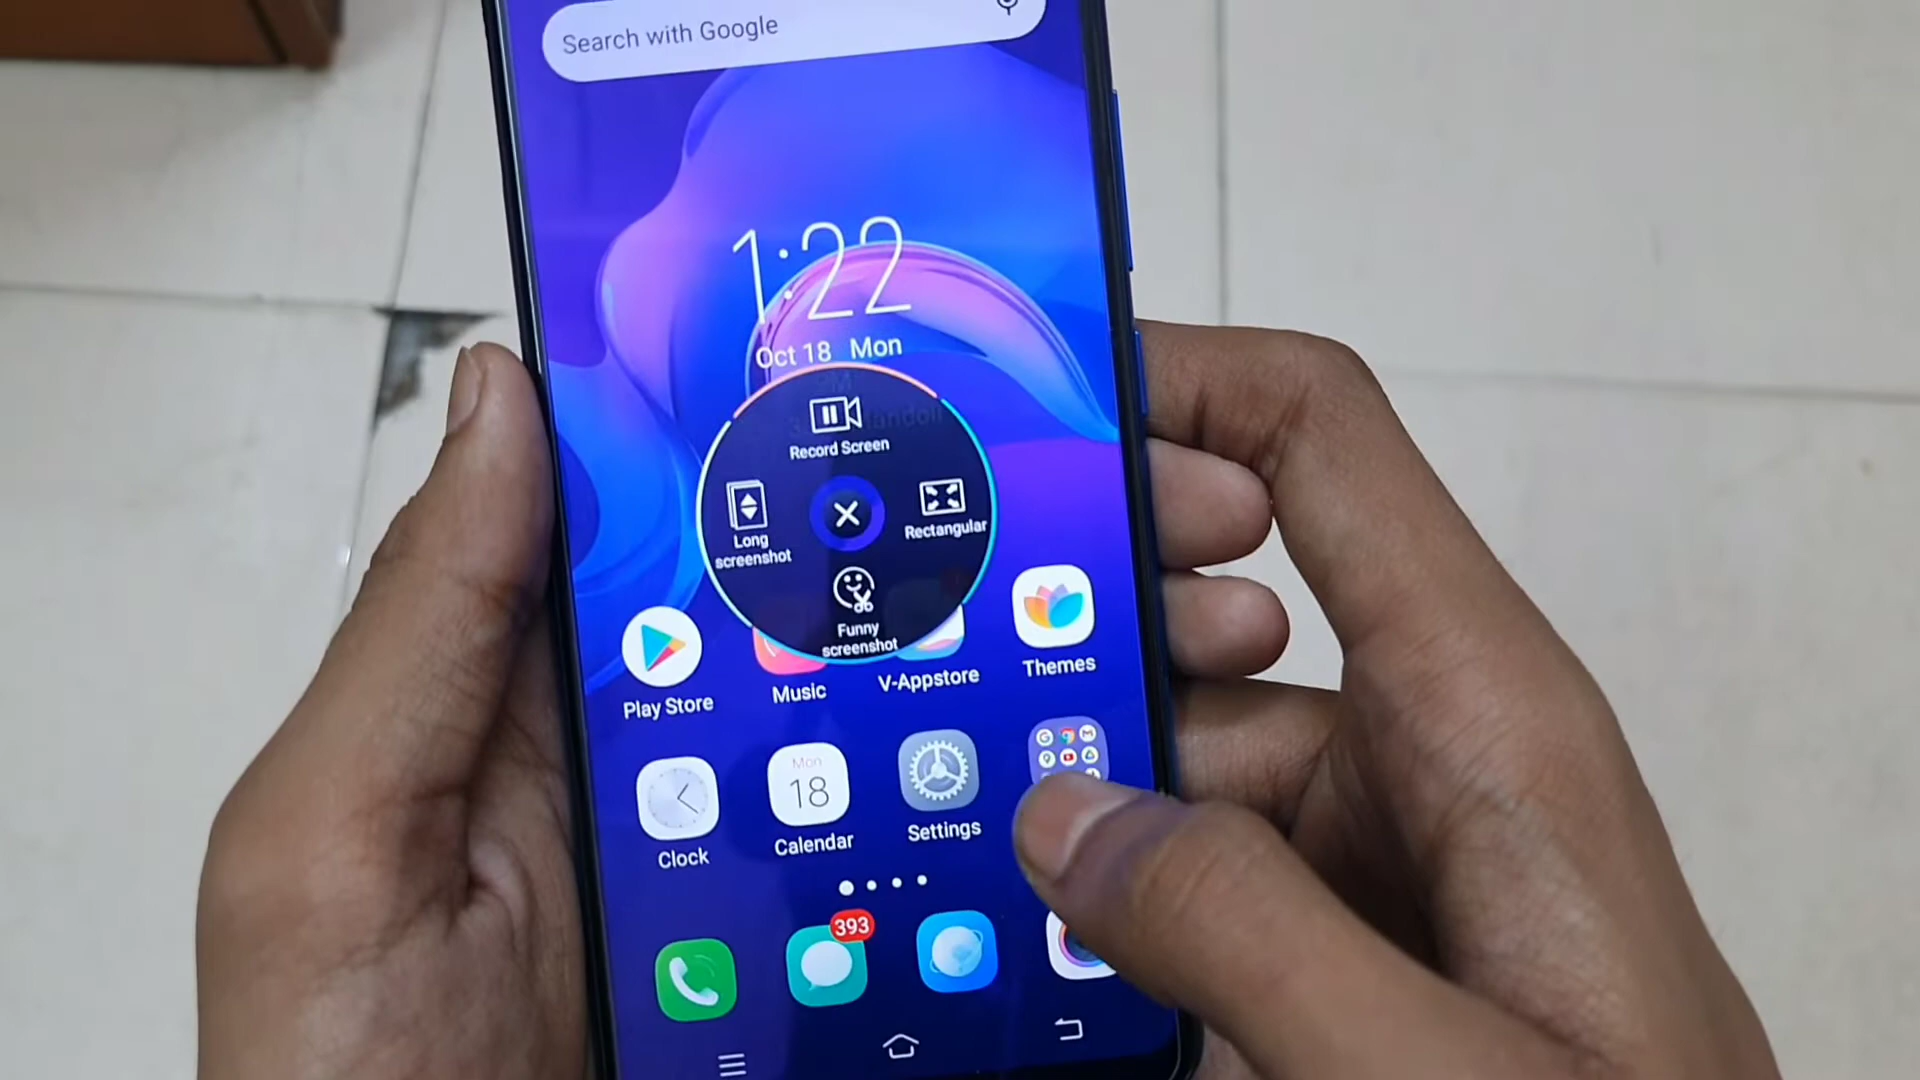 Search with Google
1:22
Oct 18 Mon
Record Screen
Long
screenshot
Rectangular
Funny
screenshot
Play Store
Music
V-Appstore
Themes
Mon
18
Clock
Calendar
Settings
393